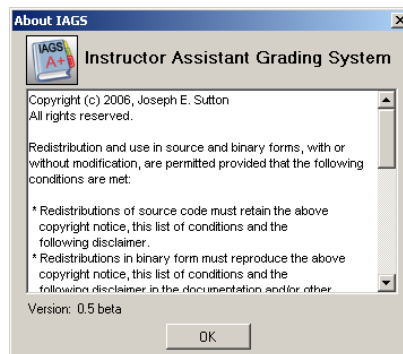 About IAGS
IAGS
A+
Instructor Assistant Grading System
Copyright (c) 2006, Joseph E. Sutton
All rights reserved.
Redistribution and use in source and binary forms, with or
without modification, are permitted provided that the following
conditions are met:
* Redistributions of source code must retain the above
copyright notice, this list of conditions and the
following disclaimer.
* Redistributions in binary form must reproduce the above
copyright notice, this list of conditions and the
following disclaimer in the documentation and/or other
Version: 0.5 beta
OK